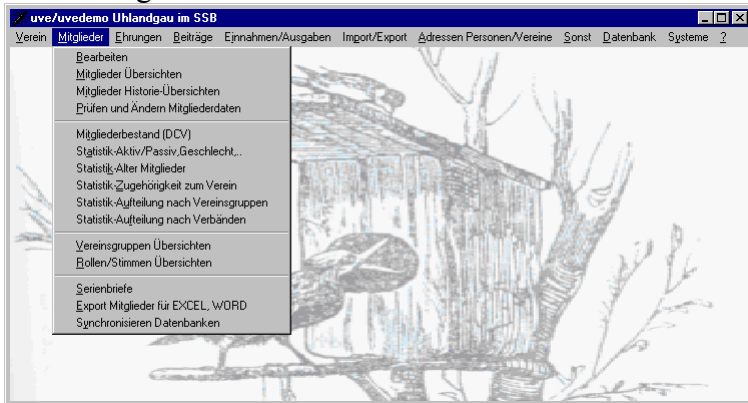 uve/uvedemo Uhlandgau im SSB
Verein Mitglieder Ehrungen Beiträge Einnahmen/Ausgaben Import/Export Adressen Personen/Vereine Sonst Datenbank Systeme ?
Bearbeiten
Mitglieder Übersichten
Mitglieder Historie-Übersichten
Prüfen und Ändern Mitgliederdaten
Mitgliederbestand (DCV)
Statistik-Aktiv/Passiv,Geschlecht,..
Statistik-Alter Mitglieder
Statistik-Zugehörigkeit zum Verein
Statistik-Aufteilung nach Vereinsgruppen
Statistik-Aufteilung nach Verbänden
Vereinsgruppen Übersichten
Rollen/Stimmen Übersichten
Serienbriefe
Export Mitglieder für EXCEL, WORD
Synchronisieren Datenbanken